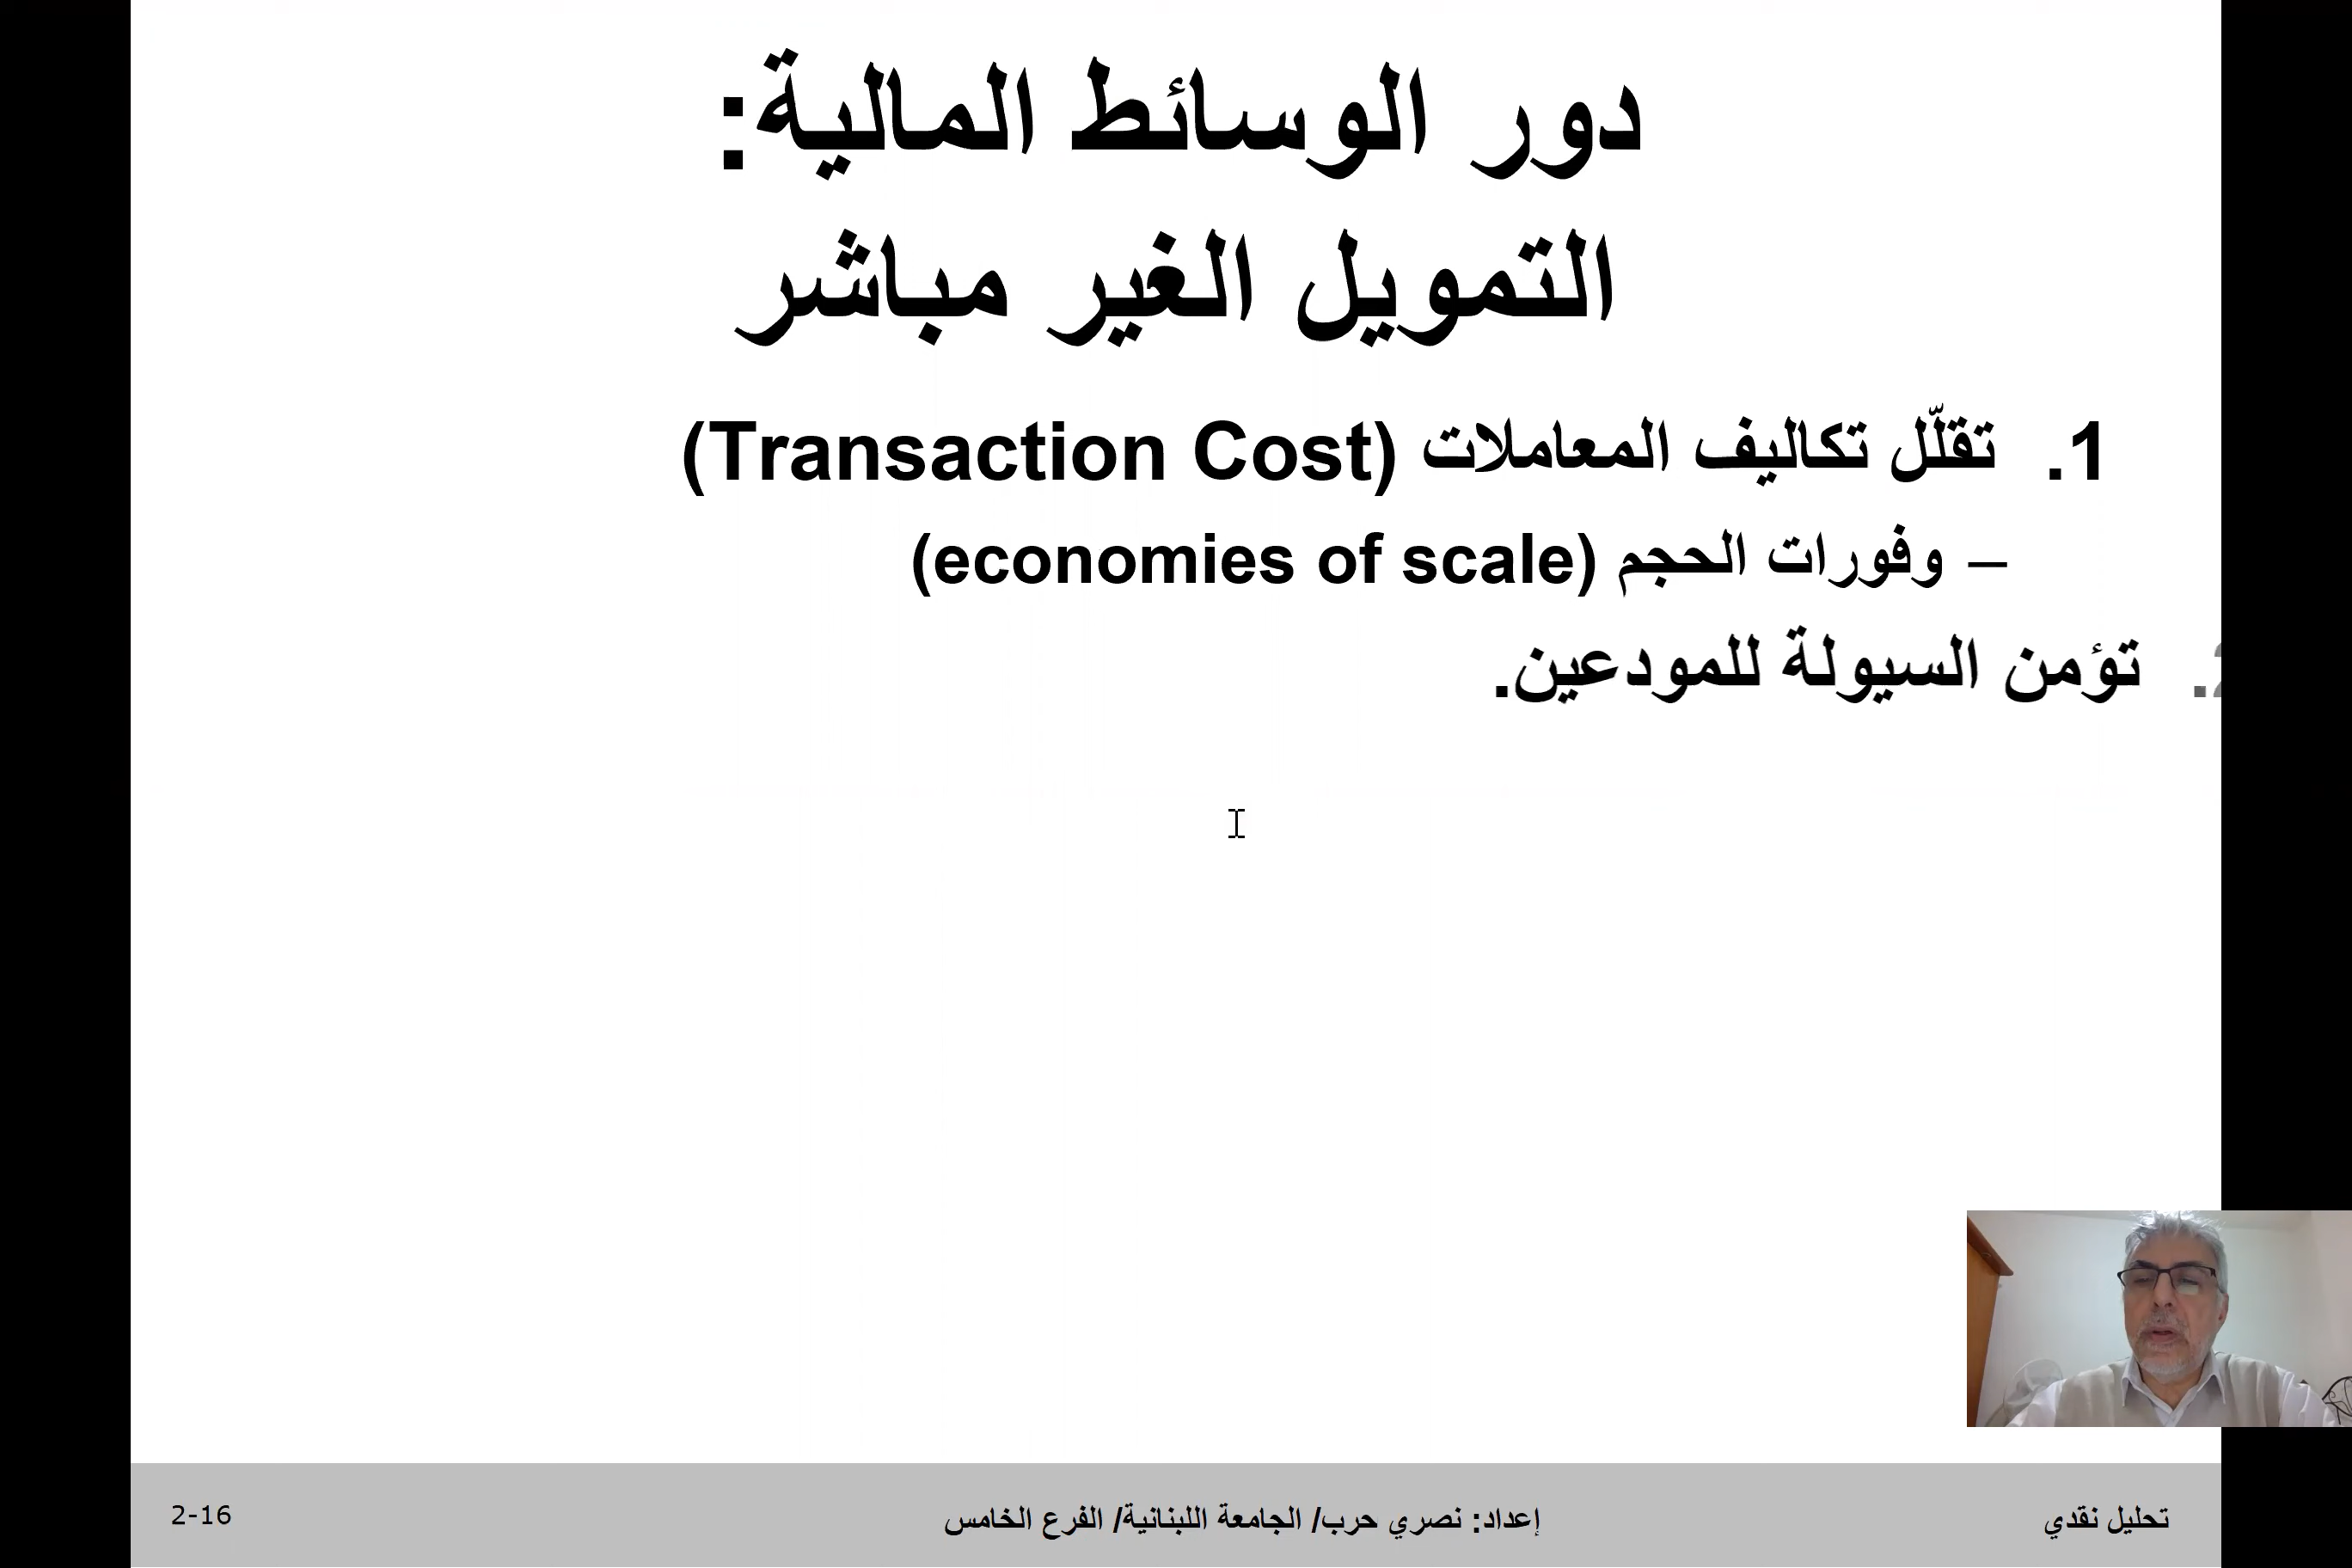 دور الوسائط المالية:
التمويل الغير مباشر
1. تقلّل تكاليف المعاملات (Transaction Cost)
– وفورات الحجم (economies of scale)
2. تؤمن السيولة للمودعين.
تحليل نقدي
إعداد: نصري حرب/ الجامعة اللبنانية/ الفرع الخامس
2-16